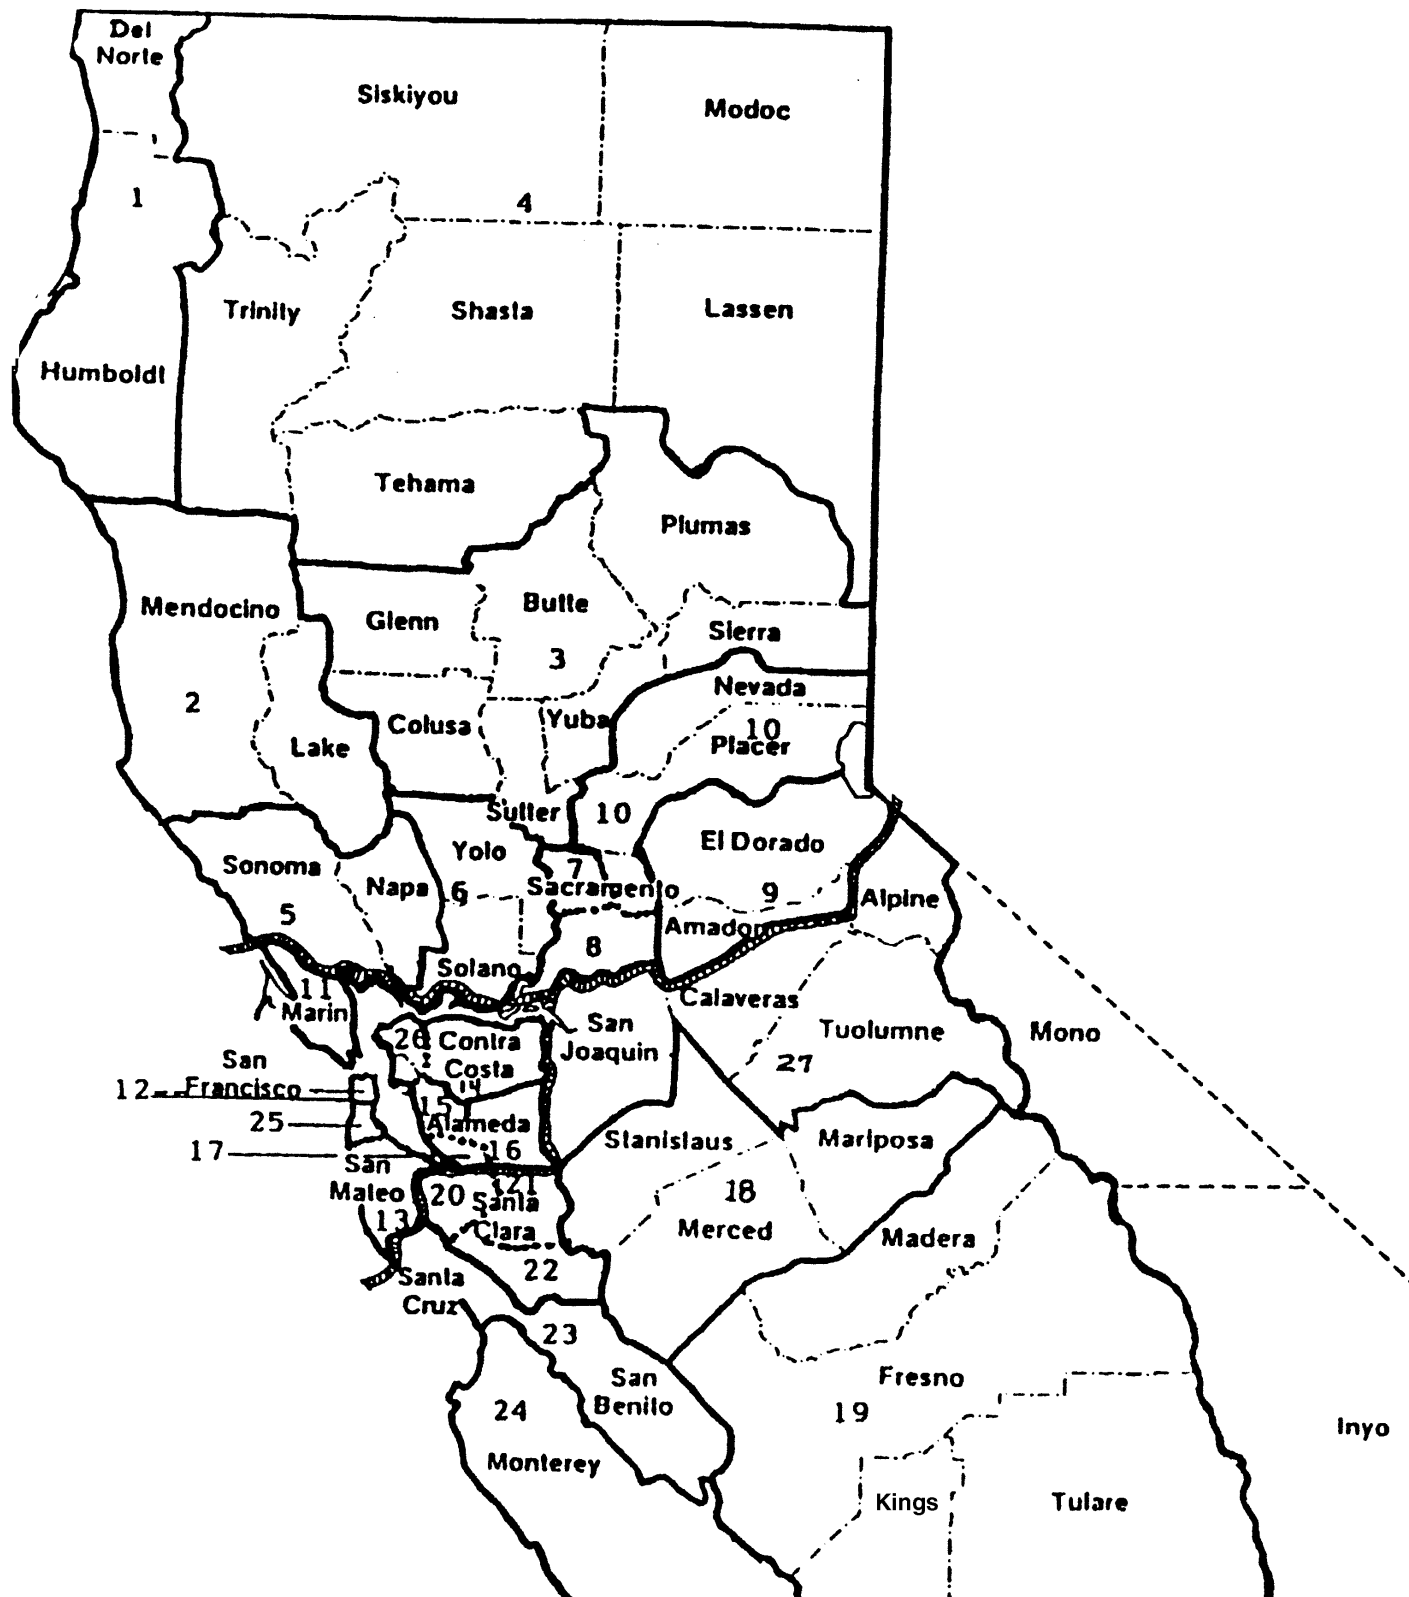 Del
Norte
Siskiyou
Modoc
1
4
Trinity
Shasta
Lassen
Humboldt
Tehama
Plumas
Mendocino
Glenn
Butte
Sierra
3
2
Nevada
Colusa
Yuba
10
Placer
Lake
Sutter
10
Yolo
El Dorado
Sonoma
7
Napa
6
Sacramento
9
Alpine
5
Amador
8
Solano
11
Marin
Calaveras
San
Joaquin
Tuolumne
Mono
26
Contra
Costa
27
San
Francisco
12
14
15
25
Alameda
Stanislaus
Mariposa
17
16
San
Mateo
20
21
Santa
Clara
18
Merced
13
Madera
22
Santa
Cruz
23
San
Benito
Fresno
24
19
Inyo
Monterey
Kings
Tulare